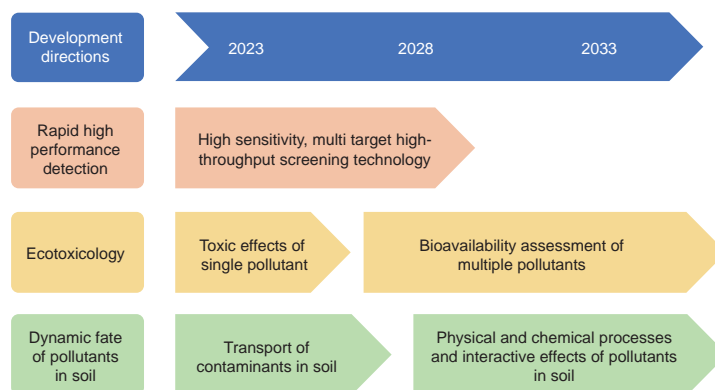 Development
directions
2023
2028
2033
Rapid high
performance
detection
High sensitivity, multi target high-
throughput screening technology
Ecotoxicology
Toxic effects of
single pollutant
Bioavailability assessment of
multiple pollutants
Dynamic fate
of pollutants
in soil
Transport of
contaminants in soil
Physical and chemical processes
and interactive effects of pollutants
in soil